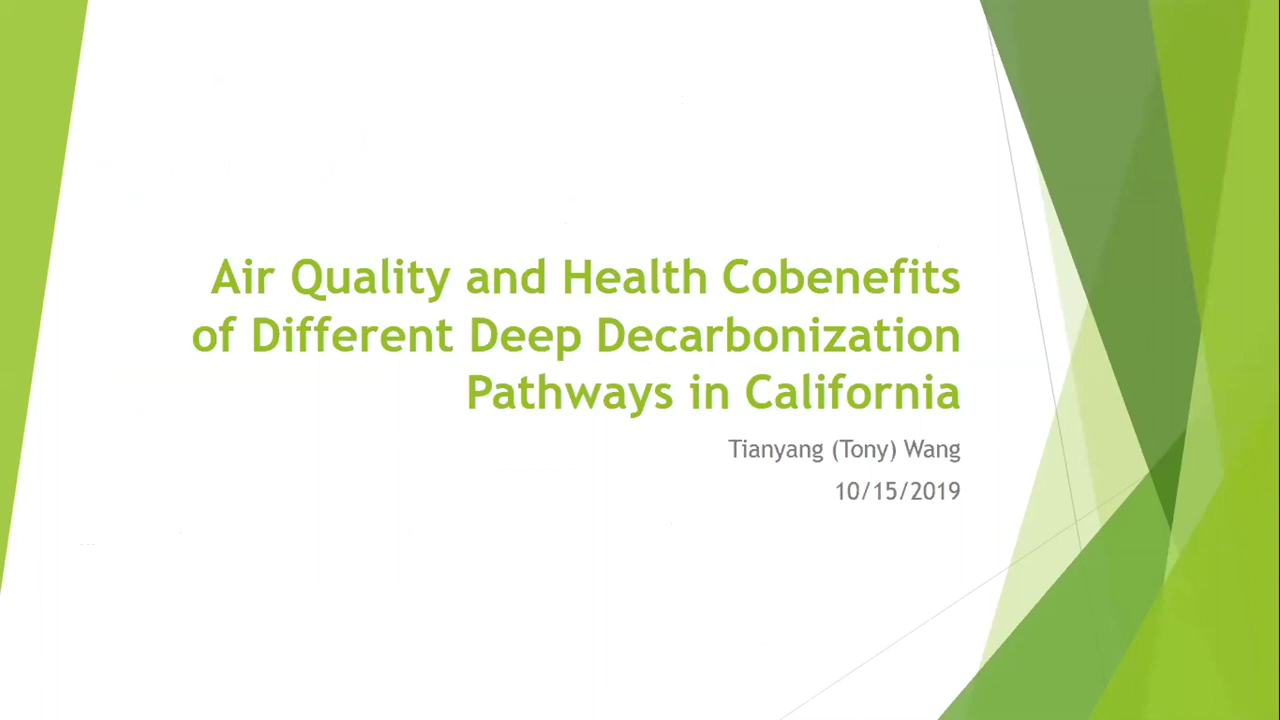 Air Quality and Health Cobenefits
of Different Deep Decarbonization
Pathways in California
Tianyang (Tony) Wang
10/15/2019